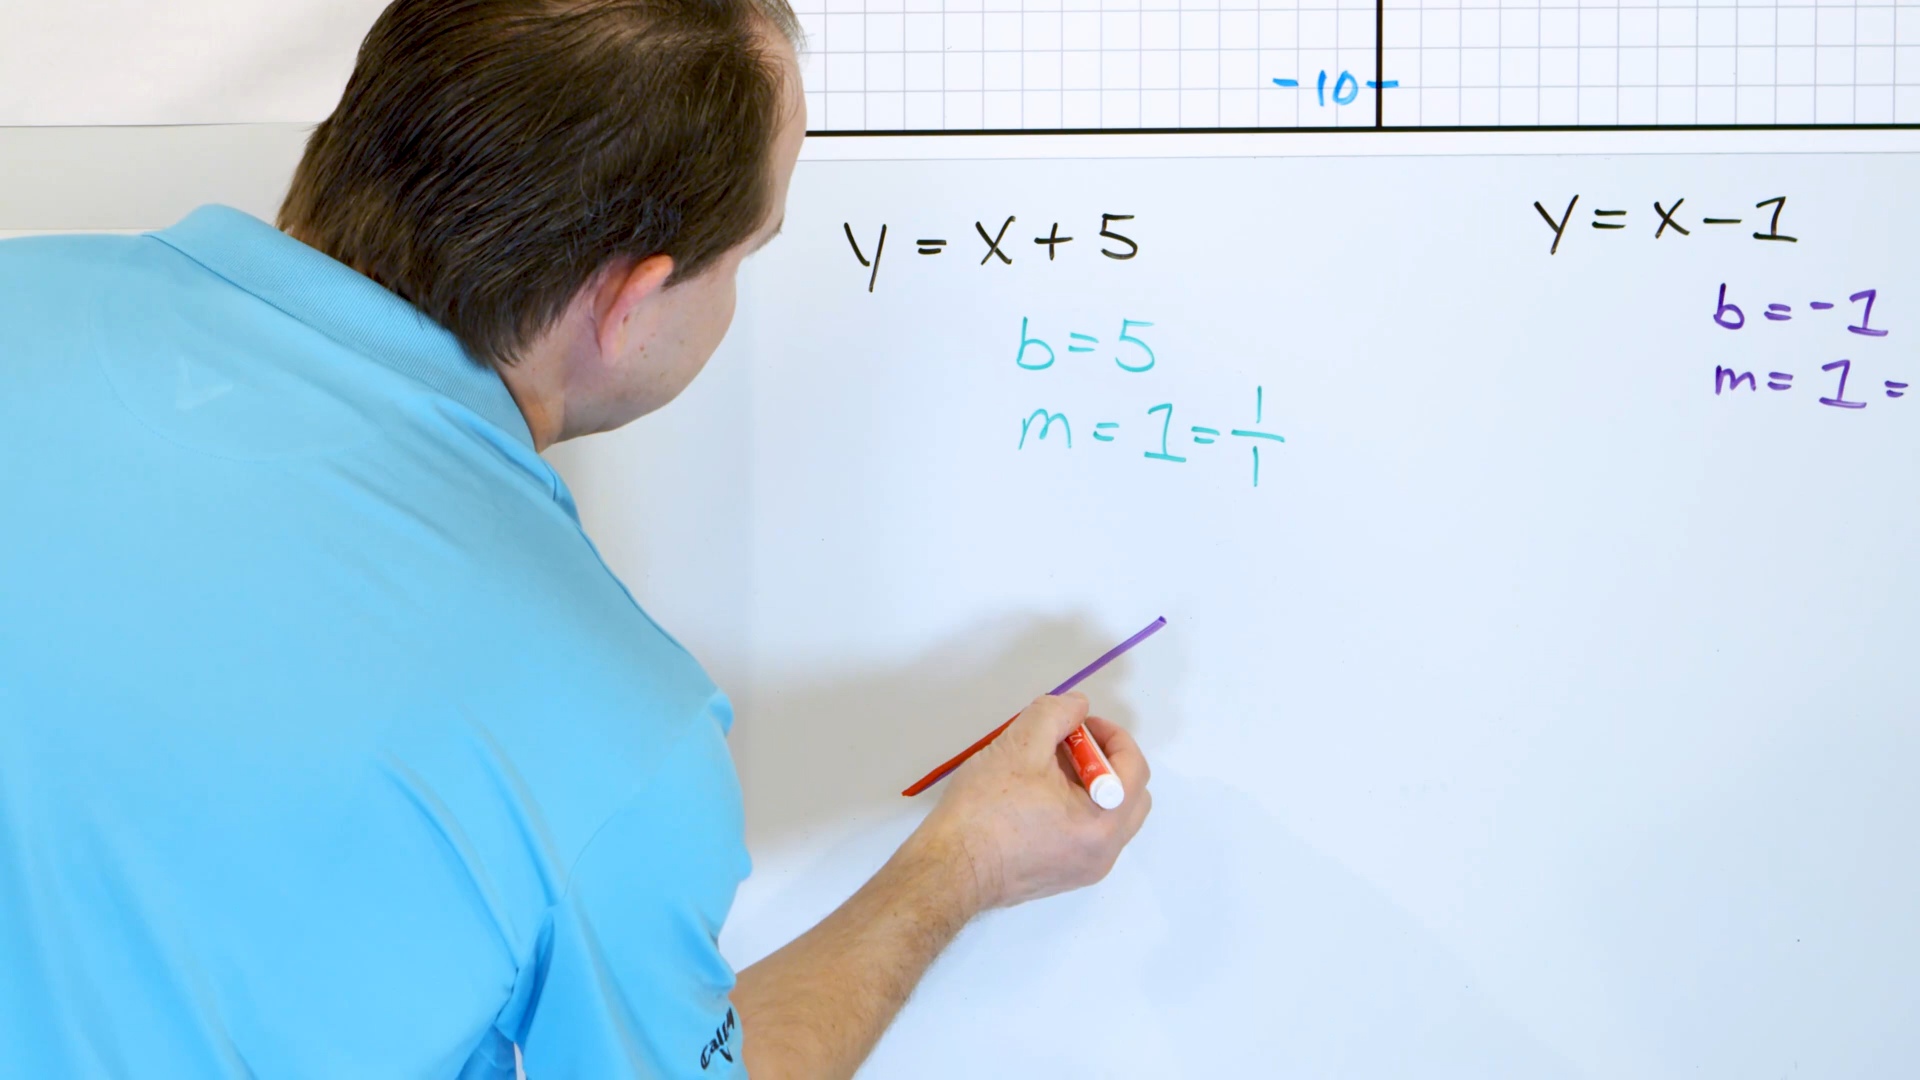 -10-
y = x + 5
b = 5
m = 1 = 1/1
y = x - 1
b = -1
m = 1 =